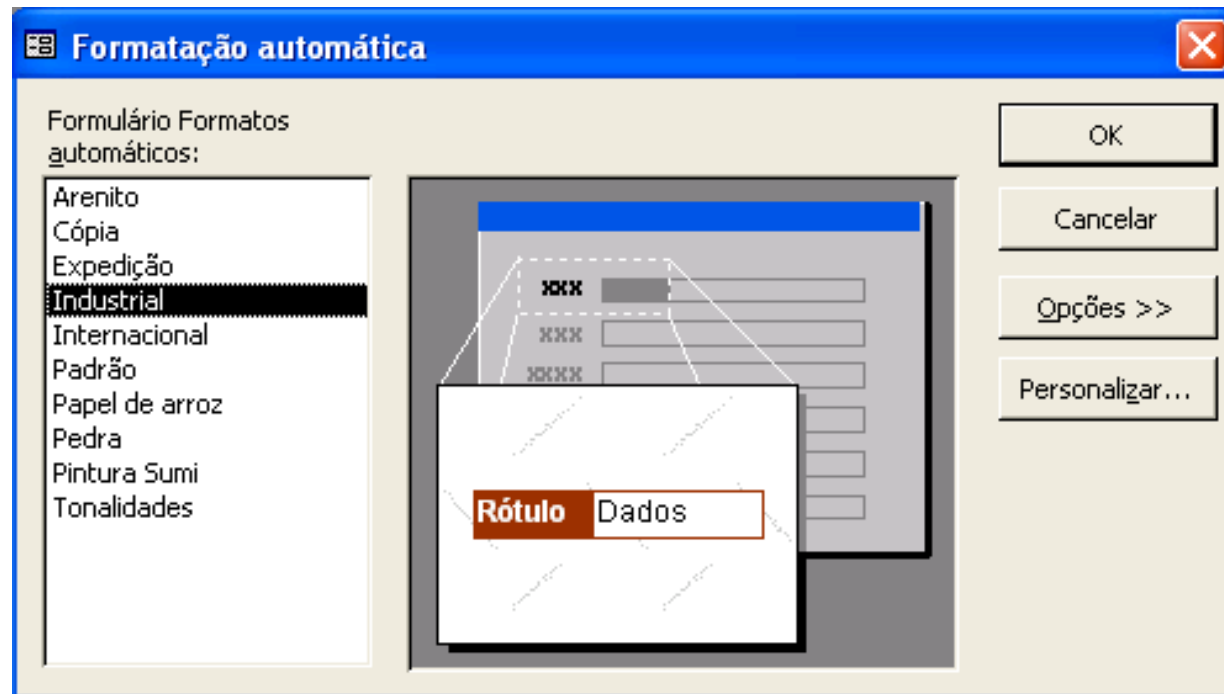 Formatação automática
Formulário Formatos
automáticos:
Arenito
Cópia
Expedição
Industrial
Internacional
Padrão
Papel de arroz
Pedra
Pintura Sumi
Tonalidades
xxx
xxx
xxxx
Rótulo Dados
OK
Cancelar
Opções >>
Personalizar...